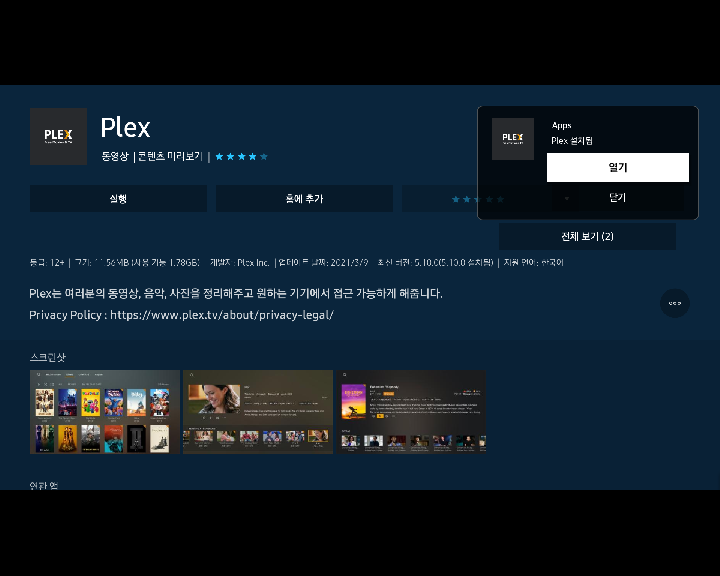 PLEX
Plex
동영상 | 콘텐츠 미리보기 |
실행
홈에 추가
PLEX
Apps
Plex 설치됨
열기
닫기
전체 보기 (2)
등급: 12+ | 크기: 11.56MB (사용 가능 1.78GB) | 개발자: Plex Inc. | 업데이트 날짜: 2021/3/9 | 최신 버전: 5.10.0(5.10.0 설치됨) | 지원 언어: 한국어
Plex는 여러분의 동영상, 음악, 사진을 정리해주고 원하는 기기에서 접근 가능하게 해줍니다.
Privacy Policy : https://www.plex.tv/about/privacy-legal/
스크린샷
연관 앱